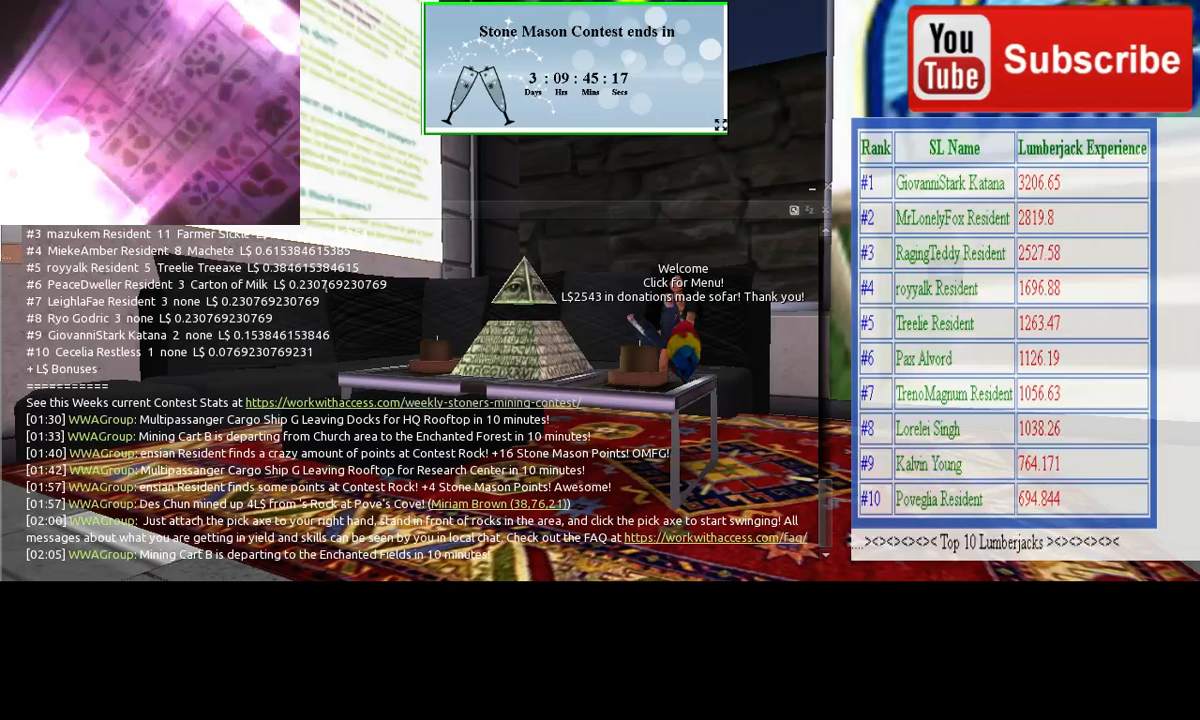 Stone Mason Contest ends in
3 : 09 : 45 : 17
Days Hrs Mins Secs
You Tube Subscribe
Rank SL Name Lumberjack Experience
#1 GiovanniStark Katana 3206.65
#2 MrLonelyFox Resident 2819.8
#3 RagingTeddy Resident 2527.58
#4 royyalk Resident 1696.88
#5 Treelie Resident 1263.47
#6 Pax Alvord 1126.19
#7 TrenoMagnum Resident 1056.63
#8 Lorelei Singh 1038.26
#9 Kalvin Young 764.171
#10 Poveglia Resident 694.844
....><><><><>< Top 10 Lumberjacks ><><><><><
Welcome
Click for Menu!
L$2543 in donations made sofar! Thank you!
#3 mazukem Resident 11 Farmer Sickle
#4 MiekeAmber Resident 8 Machete L$ 0.615384615385
#5 royyalk Resident 5 Treelie Treeaxe L$ 0.384615384615
#6 PeaceDweller Resident 3 Carton of Milk L$ 0.230769230769
#7 LeighlaFae Resident 3 none L$ 0.230769230769
#8 Ryo Godric 3 none L$ 0.230769230769
#9 GiovanniStark Katana 2 none L$ 0.153846153846
#10 Cecelia Restless 1 none L$ 0.0769230769231
+ L$ Bonuses
===========
See this Weeks current Contest Stats at https://workwithaccess.com/weekly-stoners-mining-contest/
[01:30] WWAGroup: Multipassanger Cargo Ship G Leaving Docks for HQ Rooftop in 10 minutes!
[01:33] WWAGroup: Mining Cart B is departing from Church area to the Enchanted Forest in 10 minutes!
[01:40] WWAGroup: ensian Resident finds a crazy amount of points at Contest Rock! +16 Stone Mason Points! OMFG!
[01:42] WWAGroup: Multipassanger Cargo Ship G Leaving Rooftop for Research Center in 10 minutes!
[01:57] WWAGroup: ensian Resident finds some points at Contest Rock! +4 Stone Mason Points! Awesome!
[01:57] WWAGroup: Des Chun mined up 4L$ from 's Rock at Pove's Cove! (Miriam Brown (38,76,21))
[02:00] WWAGroup: Just attach the pick axe to your right hand, stand in front of rocks in the area, and click the pick axe to start swinging! All
messages about what you are getting in yield and skills can be seen by you in local chat. Check out the FAQ at https://workwithaccess.com/faq/
[02:05] WWAGroup: Mining Cart B is departing to the Enchanted Fields in 10 minutes!